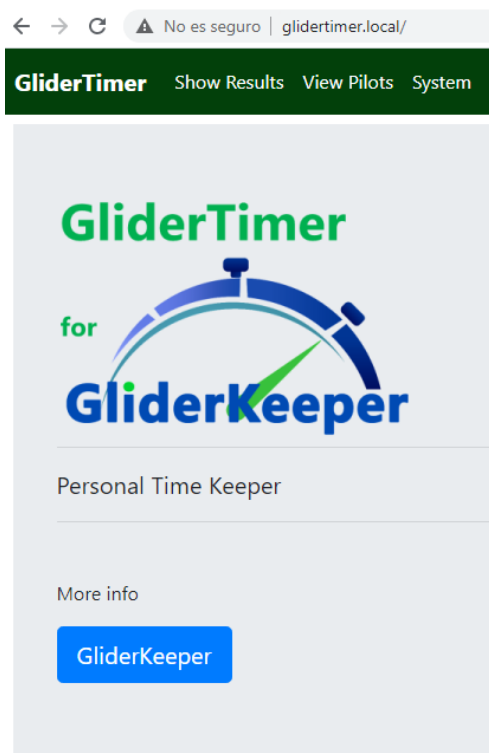 No es seguro | glidertimer.local/
GliderTimer Show Results View Pilots System
GliderTimer
for
GliderKeeper
Personal Time Keeper
More info
GliderKeeper